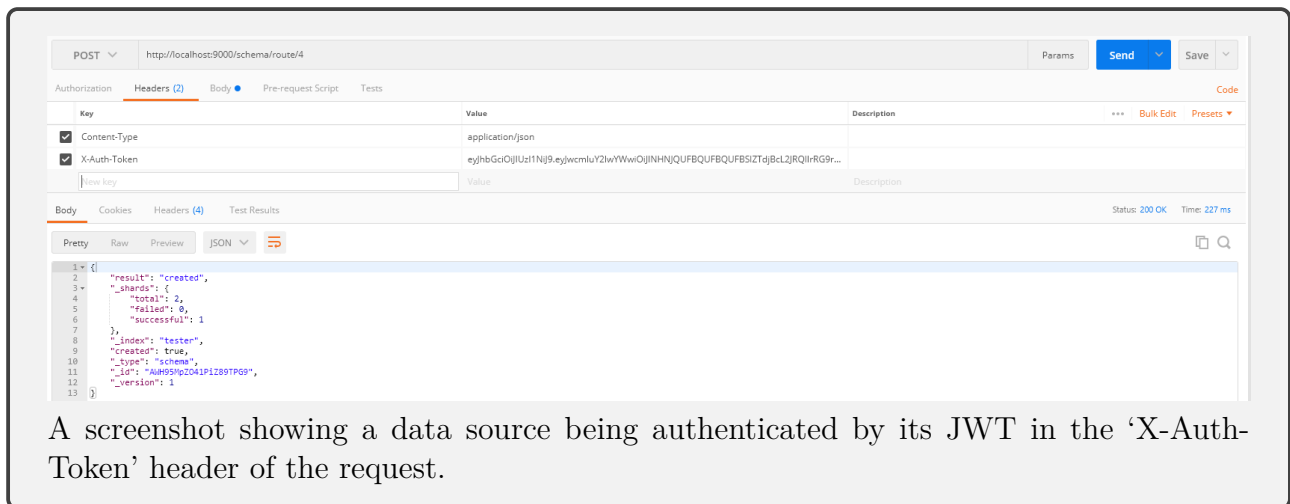 POST http://localhost:9000/schema/route/4 Params Send Save
Authorization Headers (2) Body Pre-request Script Tests Code
Key Value Description Bulk Edit Presets
Content-Type application/json
X-Auth-Token
New key Value Description
Body Cookies Headers (4) Test Results Status: 200 OK Time: 227 ms
Pretty Raw Preview JSON
1 {
2 "result": "created",
3 "_shards": {
4 "total": 2,
5 "failed": 0,
6 "successful": 1
7 },
8 "_index": "tester",
9 "created": true,
10 "_type": "schema",
11 "_id": "AWH95MpZO41PiZ89TPG9",
12 "_version": 1
13 }
A screenshot showing a data source being authenticated by its JWT in the ‘X-Auth-
Token’ header of the request.